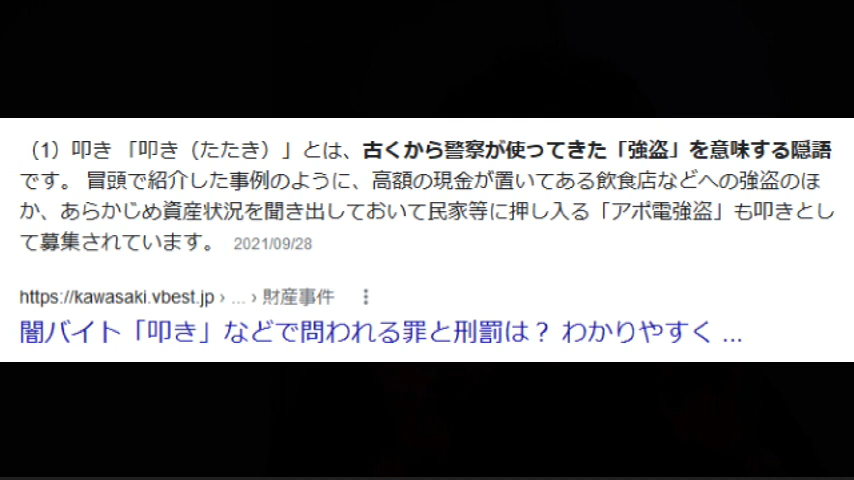 （1）叩き 「叩き（たたき）」とは、古くから警察が使ってきた「強盗」を意味する隠語
です。 冒頭で紹介した事例のように、高額の現金が置いてある飲食店などへの強盗のほ
か、あらかじめ資産状況を聞き出しておいて民家等に押し入る「アポ電強盗」も叩きとし
て募集されています。 2021/09/28
https://kawasaki.vbest.jp › ... › 財産事件
闇バイト「叩き」などで問われる罪と刑罰は？ わかりやすく ...